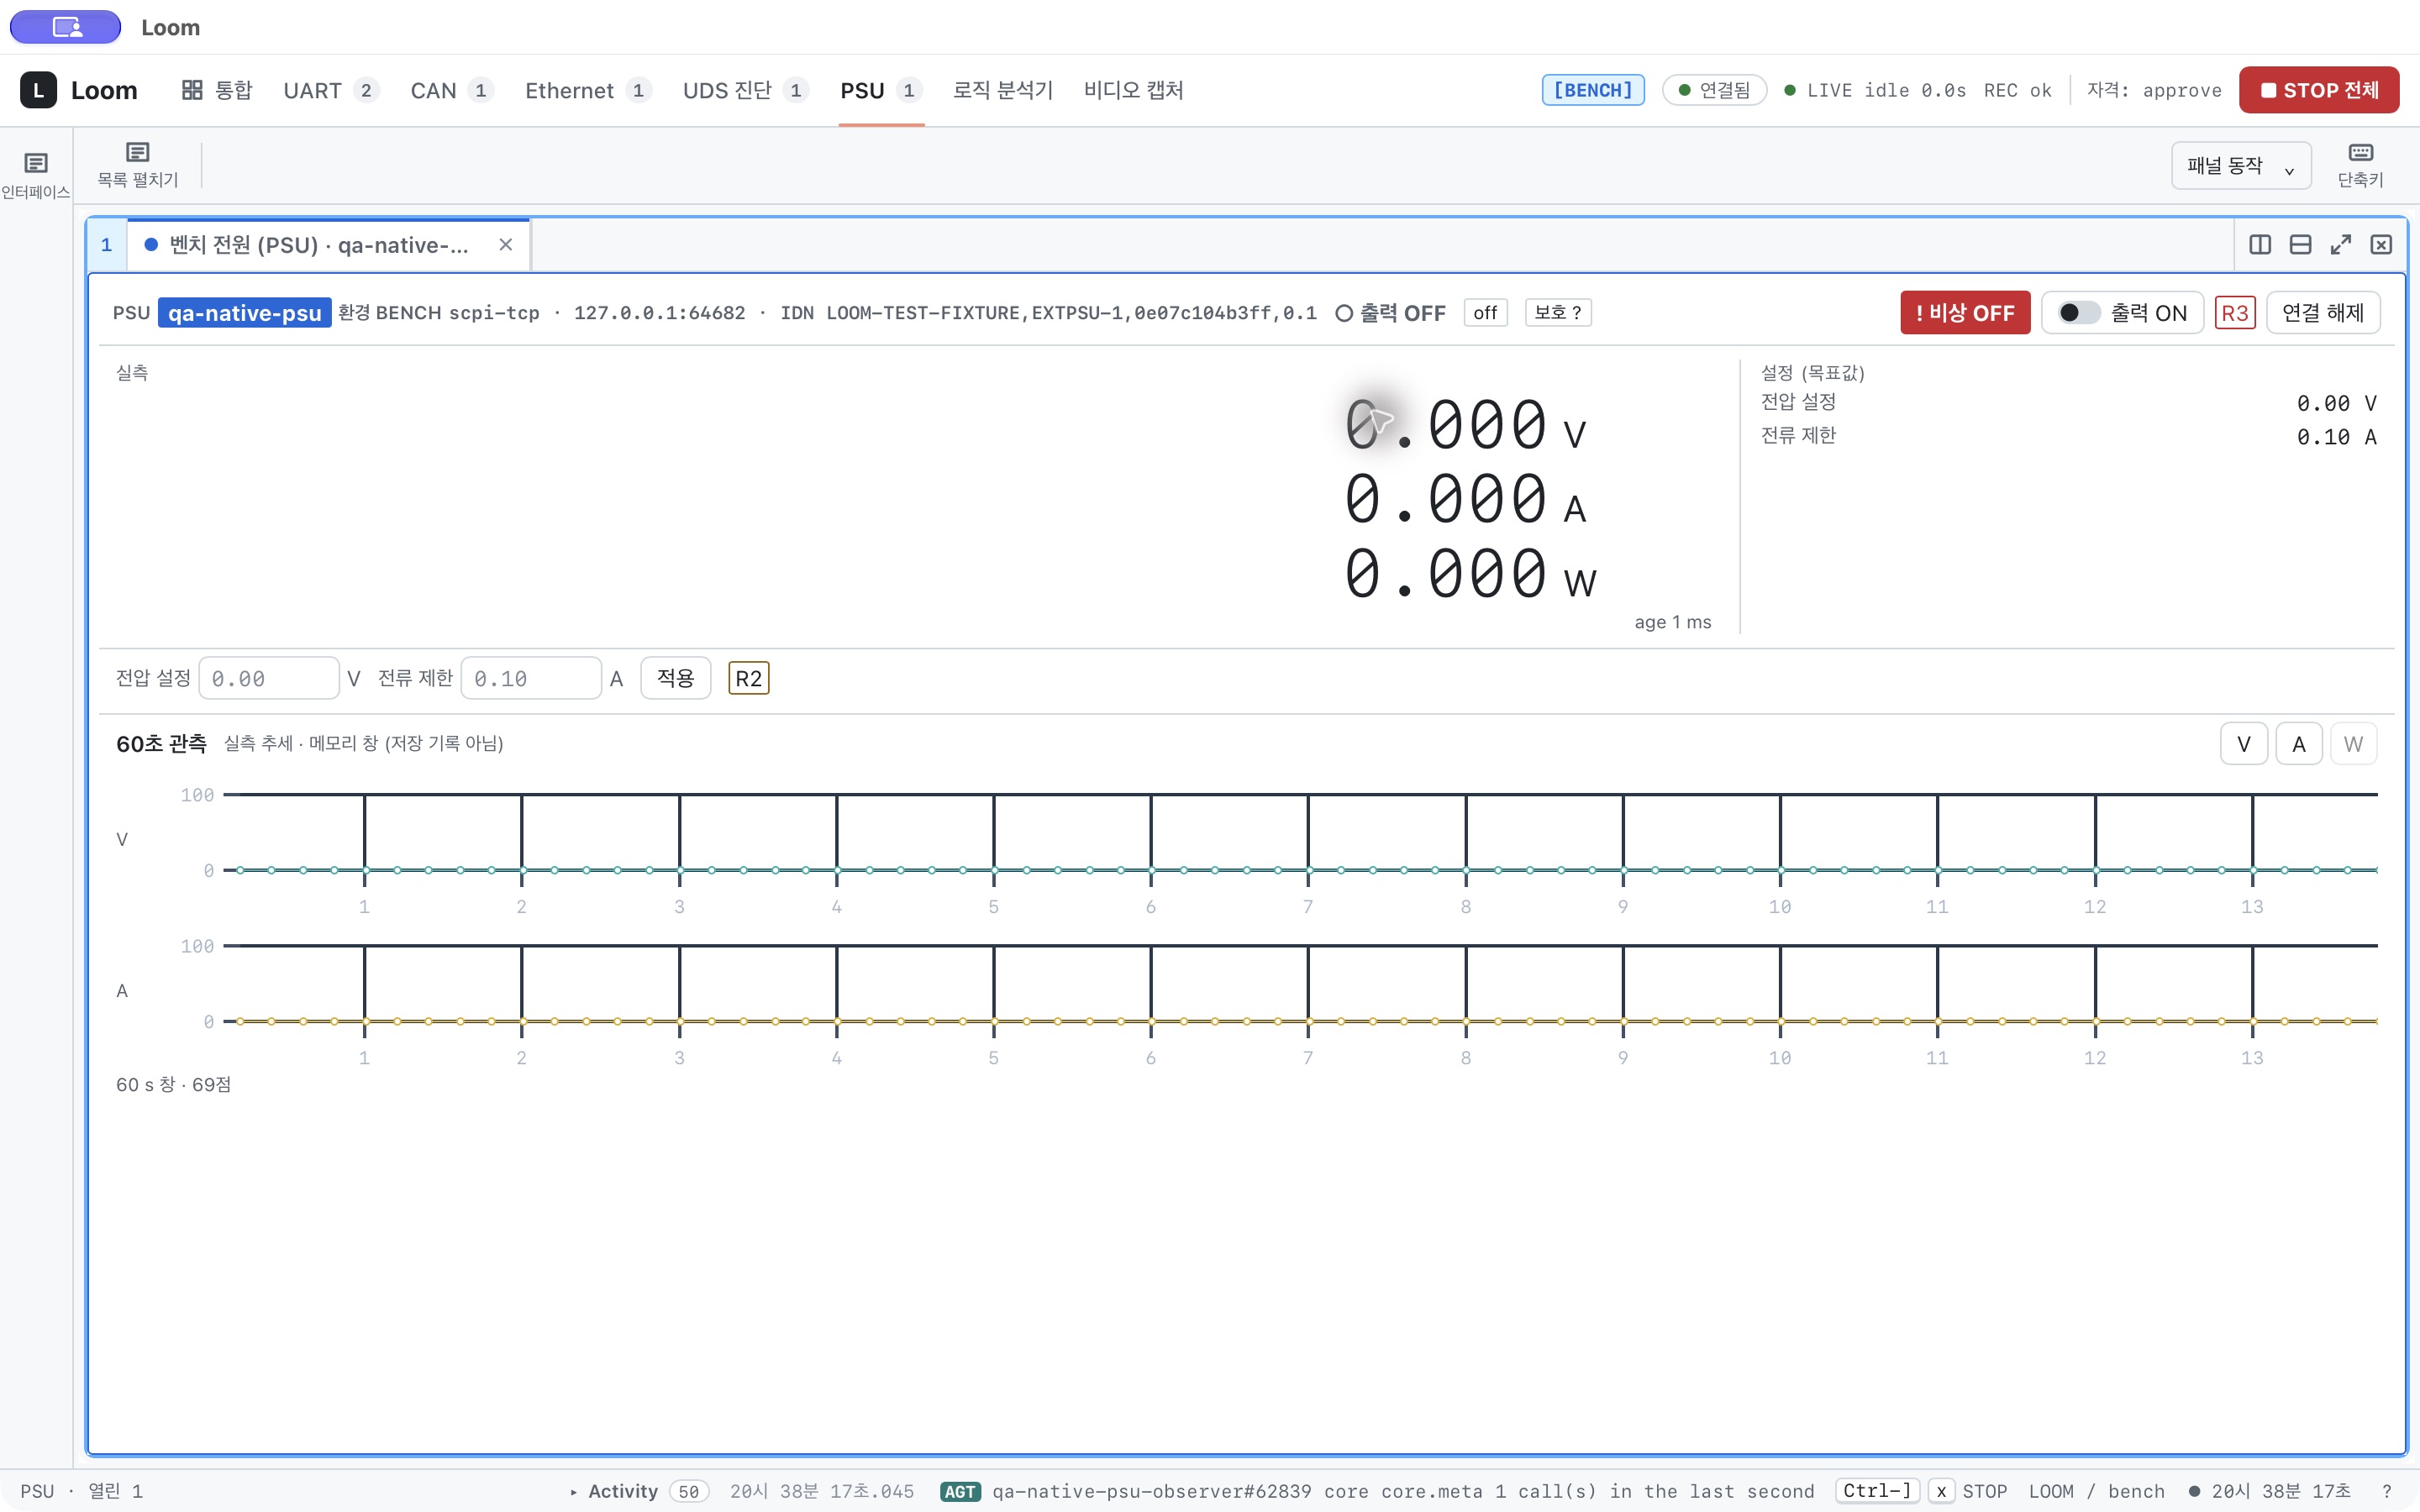 Loom
L Loom 통합 UART 2 CAN 1 Ethernet 1 UDS 진단 1 PSU 1 로직 분석기 비디오 캡처 [BENCH] 연결됨 LIVE idle 0.0s REC ok 자격: approve STOP 전체
인터페이스
목록 펼치기 패널 동작 단축키
1 벤치 전원 (PSU) · qa-native-...
PSU qa-native-psu 환경 BENCH scpi-tcp · 127.0.0.1:64682 · IDN LOOM-TEST-FIXTURE,EXTPSU-1,0e07c104b3ff,0.1 출력 OFF off 보호 ? ! 비상 OFF 출력 ON R3 연결 해제
실측
0.000 V
0.000 A
0.000 W
age 1 ms
설정 (목표값)
전압 설정 0.00 V
전류 제한 0.10 A
전압 설정 0.00 V 전류 제한 0.10 A 적용 R2
60초 관측 실측 추세 · 메모리 창 (저장 기록 아님) V A W
100
V
0
1 2 3 4 5 6 7 8 9 10 11 12 13
100
A
0
1 2 3 4 5 6 7 8 9 10 11 12 13
60 s 창 · 69점
PSU · 열린 1 ▸ Activity 50 20시 38분 17초.045 AGT qa-native-psu-observer#62839 core core.meta 1 call(s) in the last second Ctrl-] x STOP LOOM / bench 20시 38분 17초 ?